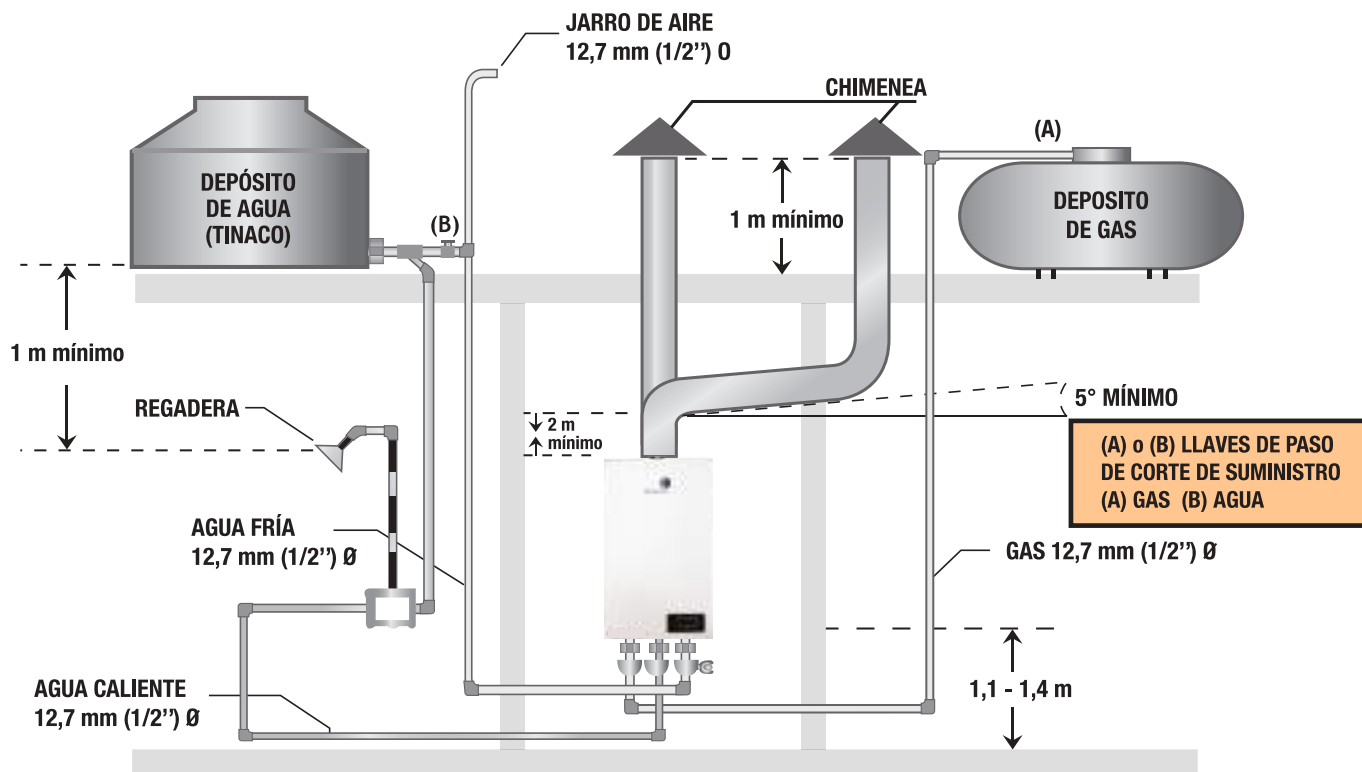 JARRO DE AIRE
12,7 mm (1/2’’) O
CHIMENEA
(A)
DEPÓSITO
DE AGUA
(TINACO)
(B)
1 m mínimo
DEPOSITO
DE GAS
1 m mínimo
REGADERA
2 m
mínimo
5° MÍNIMO
(A) o (B) LLAVES DE PASO
DE CORTE DE SUMINISTRO
(A) GAS (B) AGUA
AGUA FRÍA
12,7 mm (1/2’’) Ø
GAS 12,7 mm (1/2’’) Ø
AGUA CALIENTE
12,7 mm (1/2’’) Ø
1,1 - 1,4 m